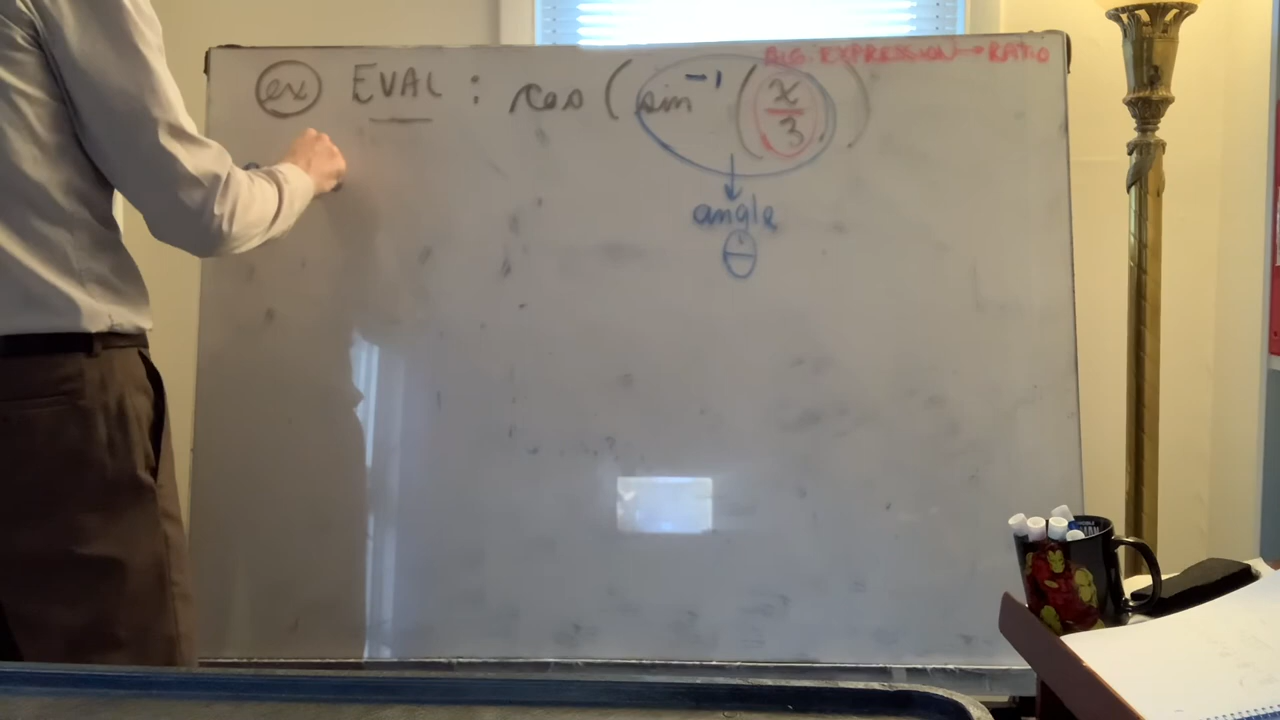 ALG. EXPRESSION → RATIO
ex EVAL : cos ( sin⁻¹ ( x/3 ) )
angle
θ